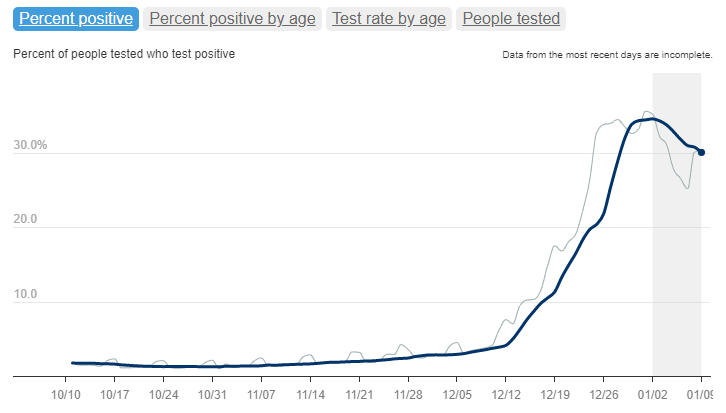 Percent positive Percent positive by age Test rate by age People tested
Percent of people tested who test positive Data from the most recent days are incomplete.
30.0%
20.0
10.0
10/10 10/17 10/24 10/31 11/07 11/14 11/21 11/28 12/05 12/12 12/19 12/26 01/02 01/09